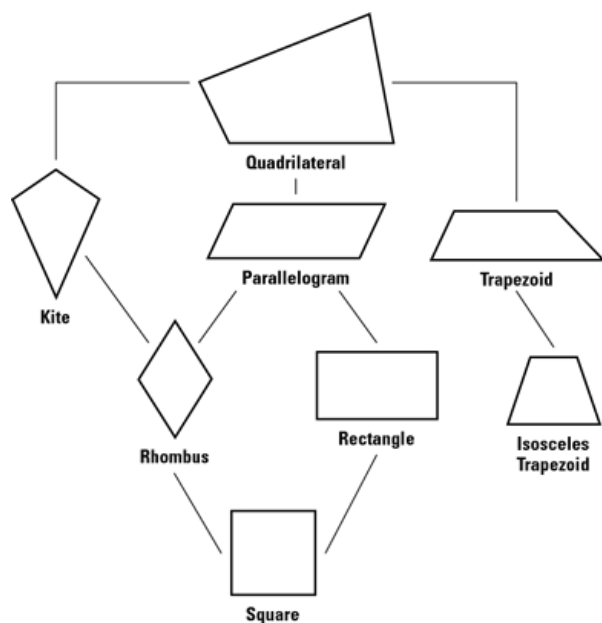 Quadrilateral
Parallelogram
Trapezoid
Kite
Rhombus
Rectangle
Isosceles
Trapezoid
Square